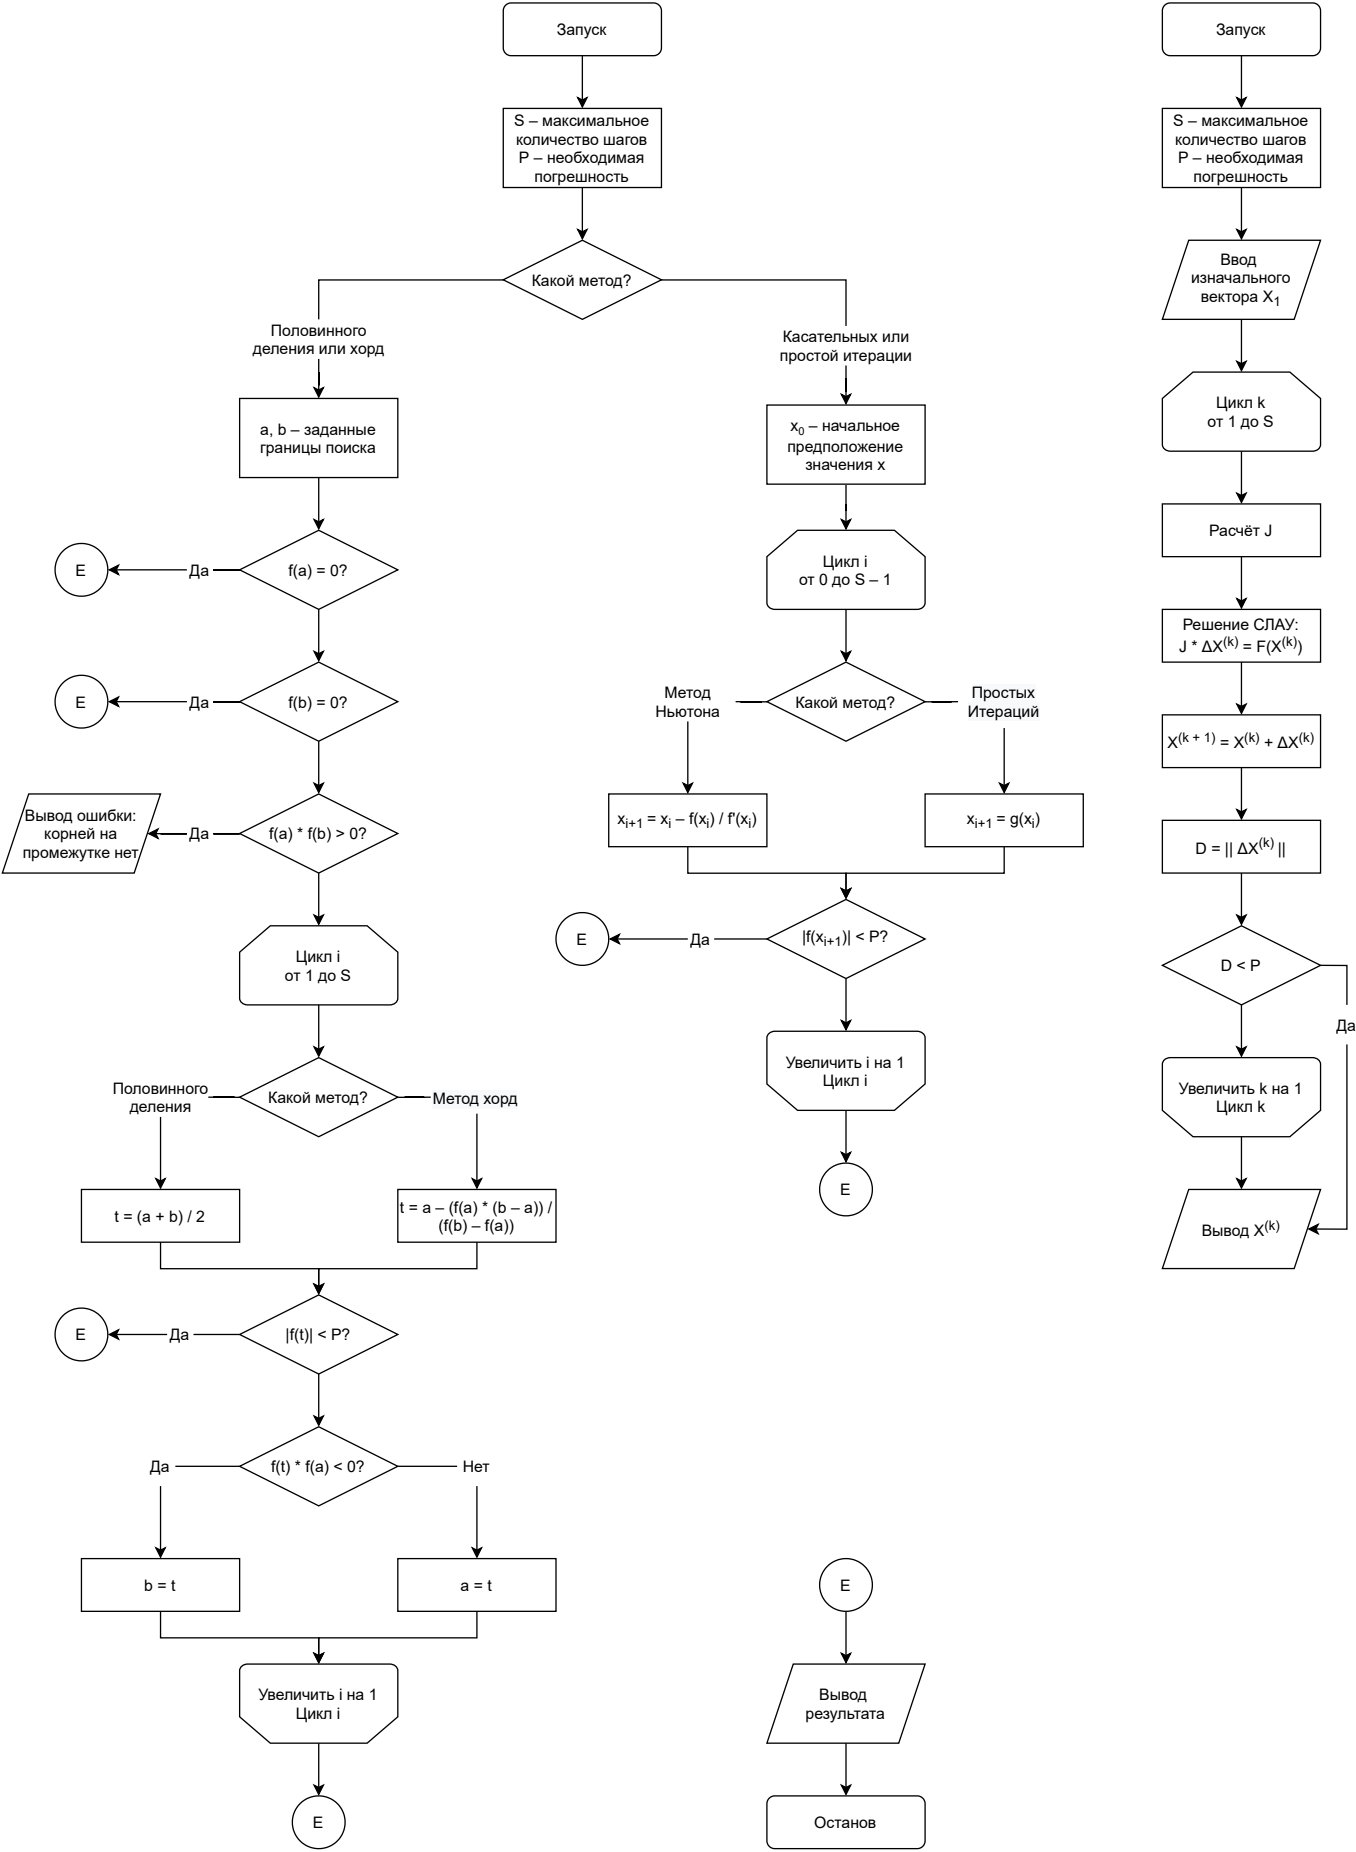 Запуск
S – максимальное
количество шагов
P – необходимая
погрешность
Какой метод?
Половинного
деления или хорд
a, b – заданные
границы поиска
f(a) = 0?
Да
E
f(b) = 0?
Да
E
f(a) * f(b) > 0?
Да
Вывод ошибки:
корней на
промежутке нет
Цикл i
от 1 до S
Какой метод?
Половинного
деления
Метод хорд
t = (a + b) / 2
t = a – (f(a) * (b – a)) /
(f(b) – f(a))
|f(t)| < P?
Да
E
f(t) * f(a) < 0?
Да
Нет
b = t
a = t
Увеличить i на 1
Цикл i
E
Касательных или
простой итерации
x0 – начальное
предположение
значения x
Цикл i
от 0 до S – 1
Какой метод?
Метод
Ньютона
Простых
Итераций
xi+1 = xi – f(xi) / f'(xi)
xi+1 = g(xi)
|f(xi+1)| < P?
Да
E
Увеличить i на 1
Цикл i
E
E
Вывод
результата
Останов
Запуск
S – максимальное
количество шагов
P – необходимая
погрешность
Ввод
изначального
вектора X1
Цикл k
от 1 до S
Расчёт J
Решение СЛАУ:
J * ΔX(k) = F(X(k))
X(k + 1) = X(k) + ΔX(k)
D = || ΔX(k) ||
D < P
Да
Увеличить k на 1
Цикл k
Вывод X(k)